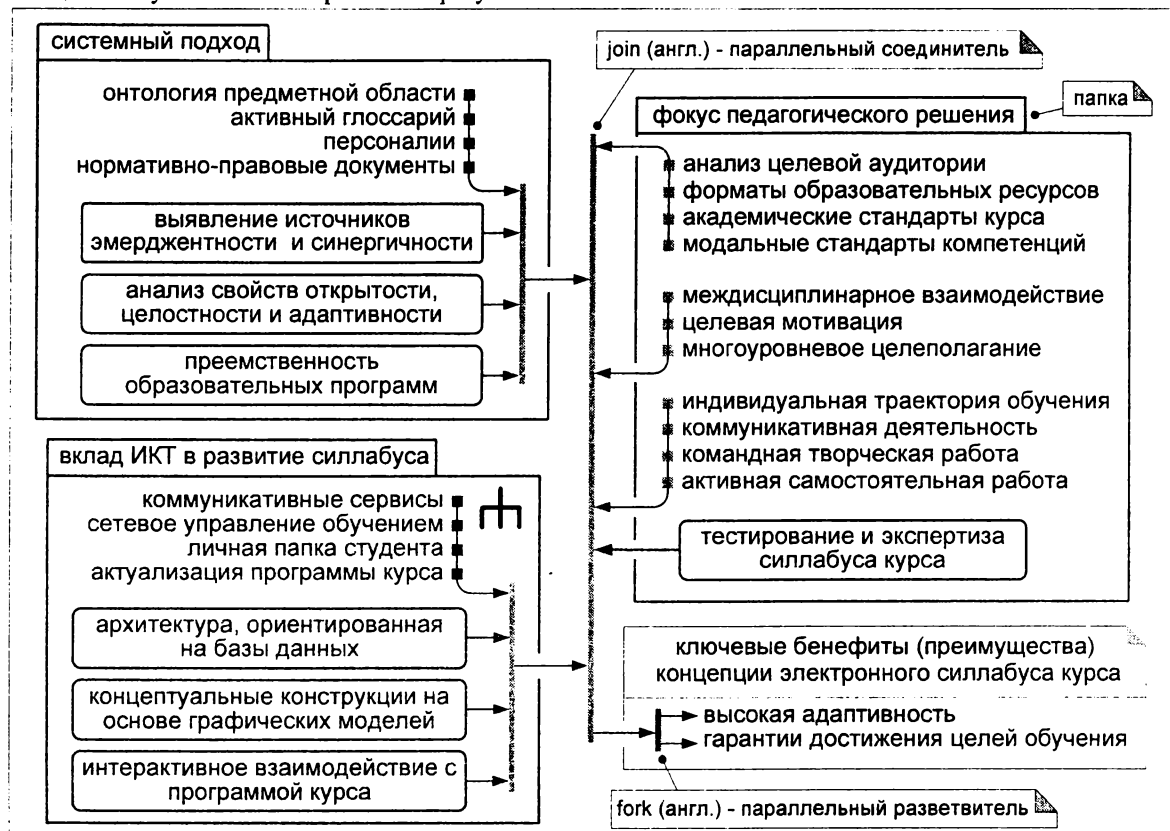 системный подход
онтология предметной области
активный глоссарий
персоналии
нормативно-правовые документы
выявление источников
эмерджентности и синергичности
анализ свойств открытости,
целостности и адаптивности
преемственность
образовательных программ
вклад ИКТ в развитие силлабуса
коммуникативные сервисы
сетевое управление обучением
личная папка студента
актуализация программы курса
архитектура, ориентированная
на базы данных
концептуальные конструкции на
основе графических моделей
интерактивное взаимодействие с
программой курса
join (англ.) - параллельный соединитель
папка
фокус педагогического решения
анализ целевой аудитории
форматы образовательных ресурсов
академические стандарты курса
модальные стандарты компетенций
междисциплинарное взаимодействие
целевая мотивация
многоуровневое целеполагание
индивидуальная траектория обучения
коммуникативная деятельность
командная творческая работа
активная самостоятельная работа
тестирование и экспертиза
силлабуса курса
ключевые бенефиты (преимущества)
концепции электронного силлабуса курса
высокая адаптивность
гарантии достижения целей обучения
fork (англ.) - параллельный разветвитель